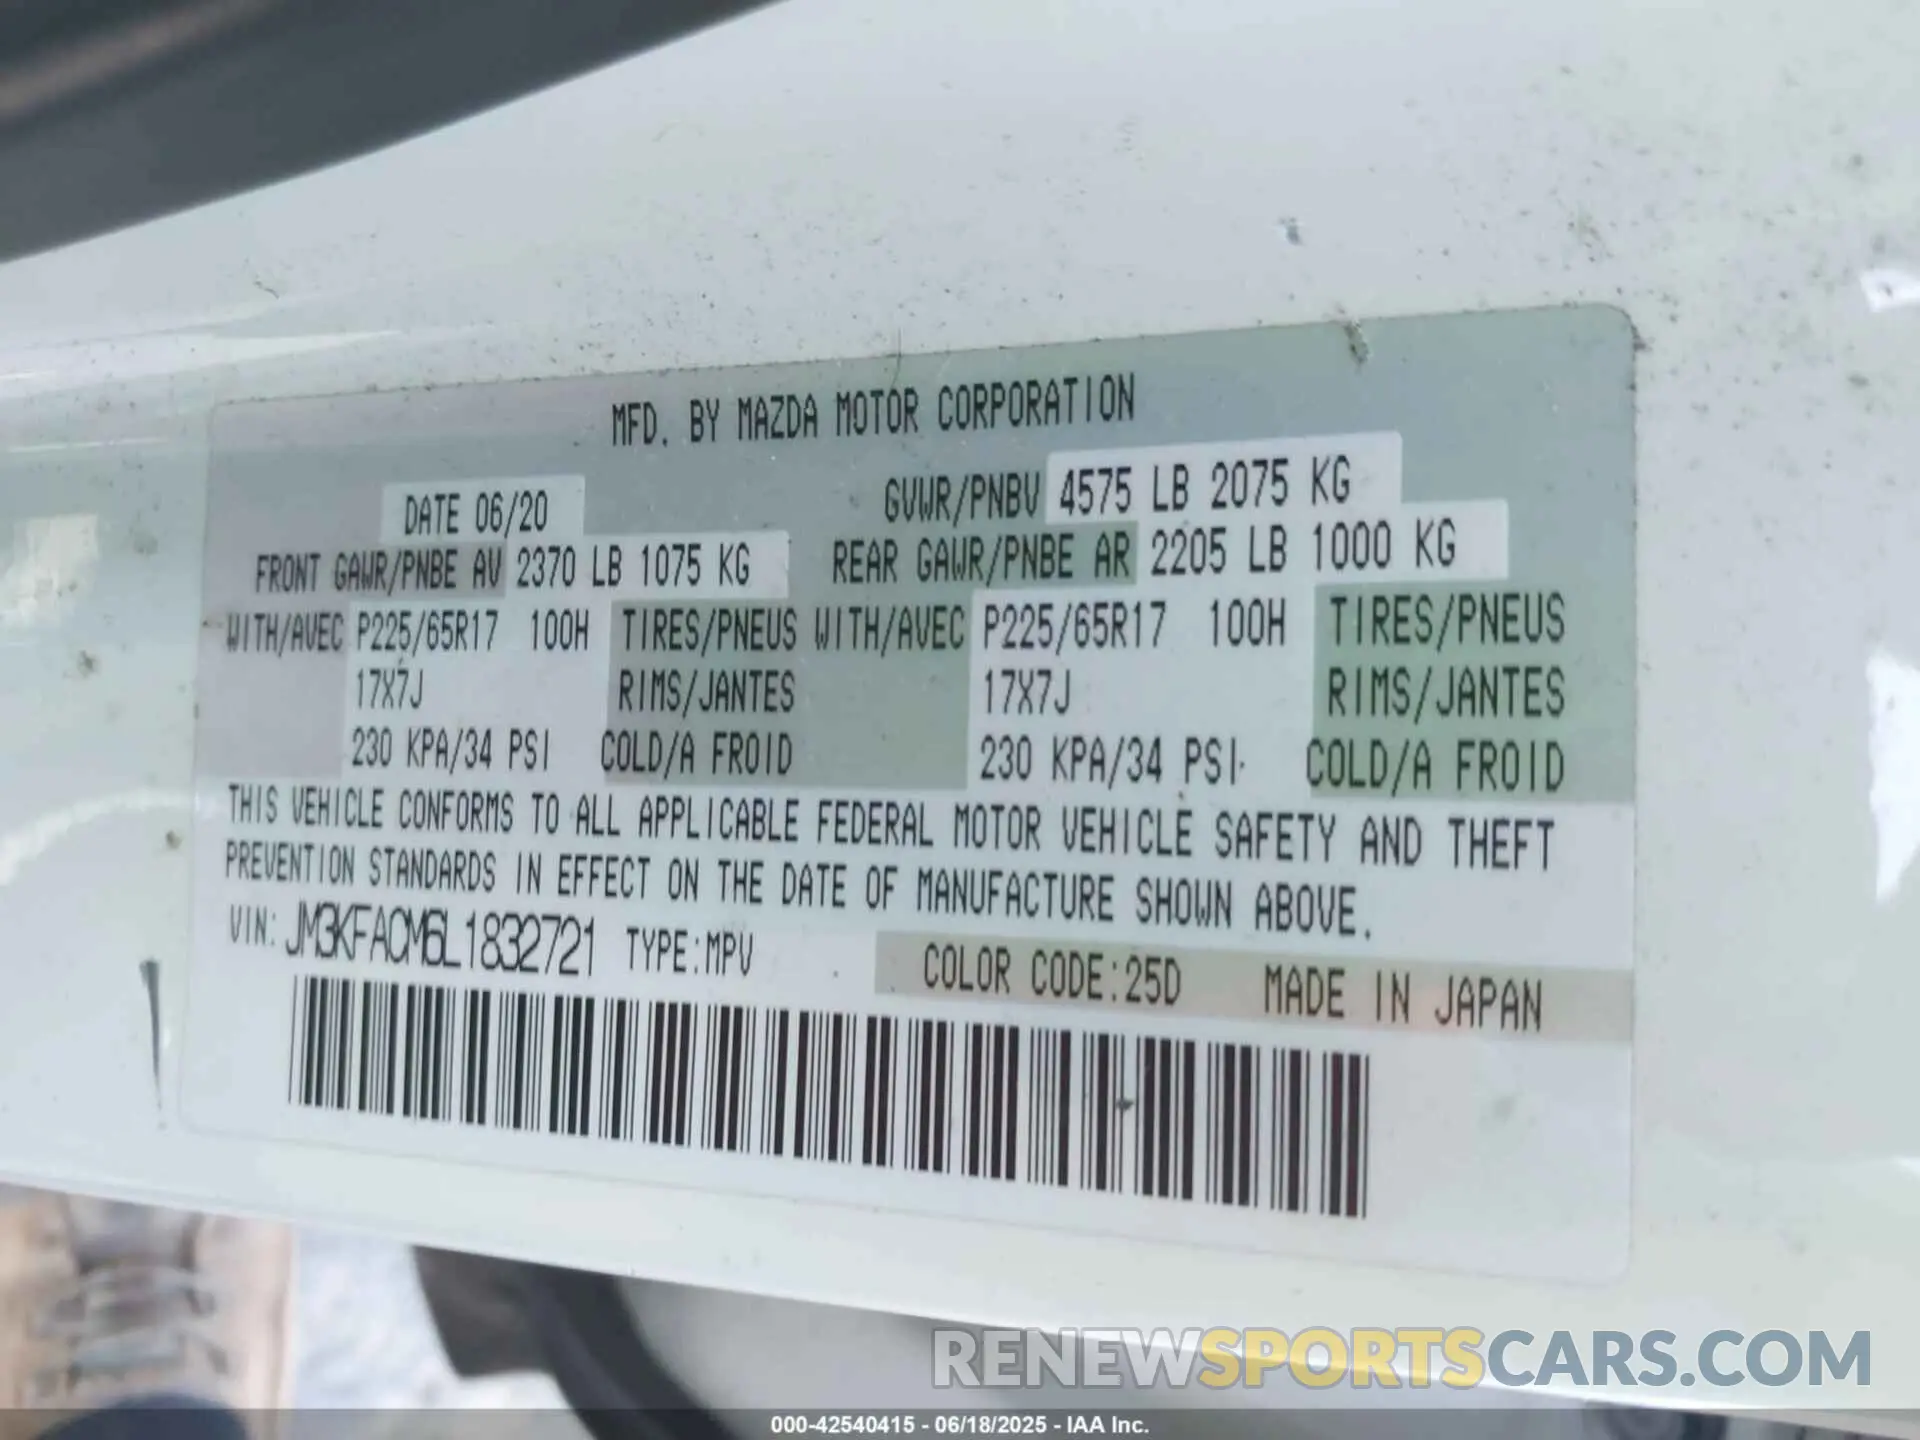 MFD. BY MAZDA MOTOR CORPORATION
DATE 06/20 GVWR/PNBV 4575 LB 2075 KG
FRONT GAWR/PNBE AV 2370 LB 1075 KG REAR GAWR/PNBE AR 2205 LB 1000 KG
WITH/AVEC P225/65R17 100H TIRES/PNEUS WITH/AVEC P225/65R17 100H TIRES/PNEUS
17X7J RIMS/JANTES 17X7J RIMS/JANTES
230 KPA/34 PSI COLD/A FROID 230 KPA/34 PSI COLD/A FROID
THIS VEHICLE CONFORMS TO ALL APPLICABLE FEDERAL MOTOR VEHICLE SAFETY AND THEFT
PREVENTION STANDARDS IN EFFECT ON THE DATE OF MANUFACTURE SHOWN ABOVE.
VIN: JM3KFACM6L1832721 TYPE:MPV COLOR CODE:25D MADE IN JAPAN
RENEWSPORTSCARS.COM
000-42540415 - 06/18/2025 - IAA Inc.